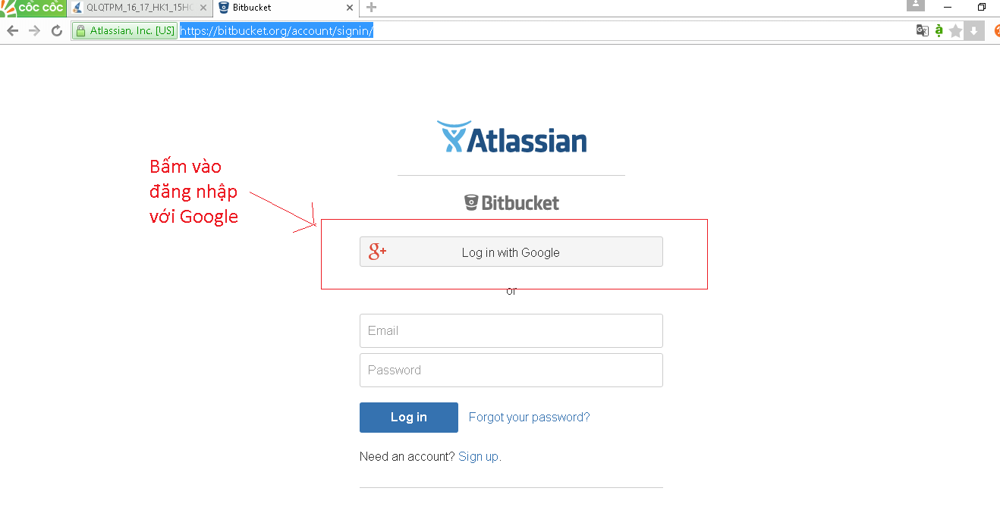 cốc cốc
QLQTPM_16_17_HK1_15HC
Bitbucket
Atlassian, Inc. [US]
https://bitbucket.org/account/signin/
Atlassian
Bitbucket
Bấm vào
đăng nhập
với Google
g+
Log in with Google
or
Email
Password
Log in
Forgot your password?
Need an account? Sign up.